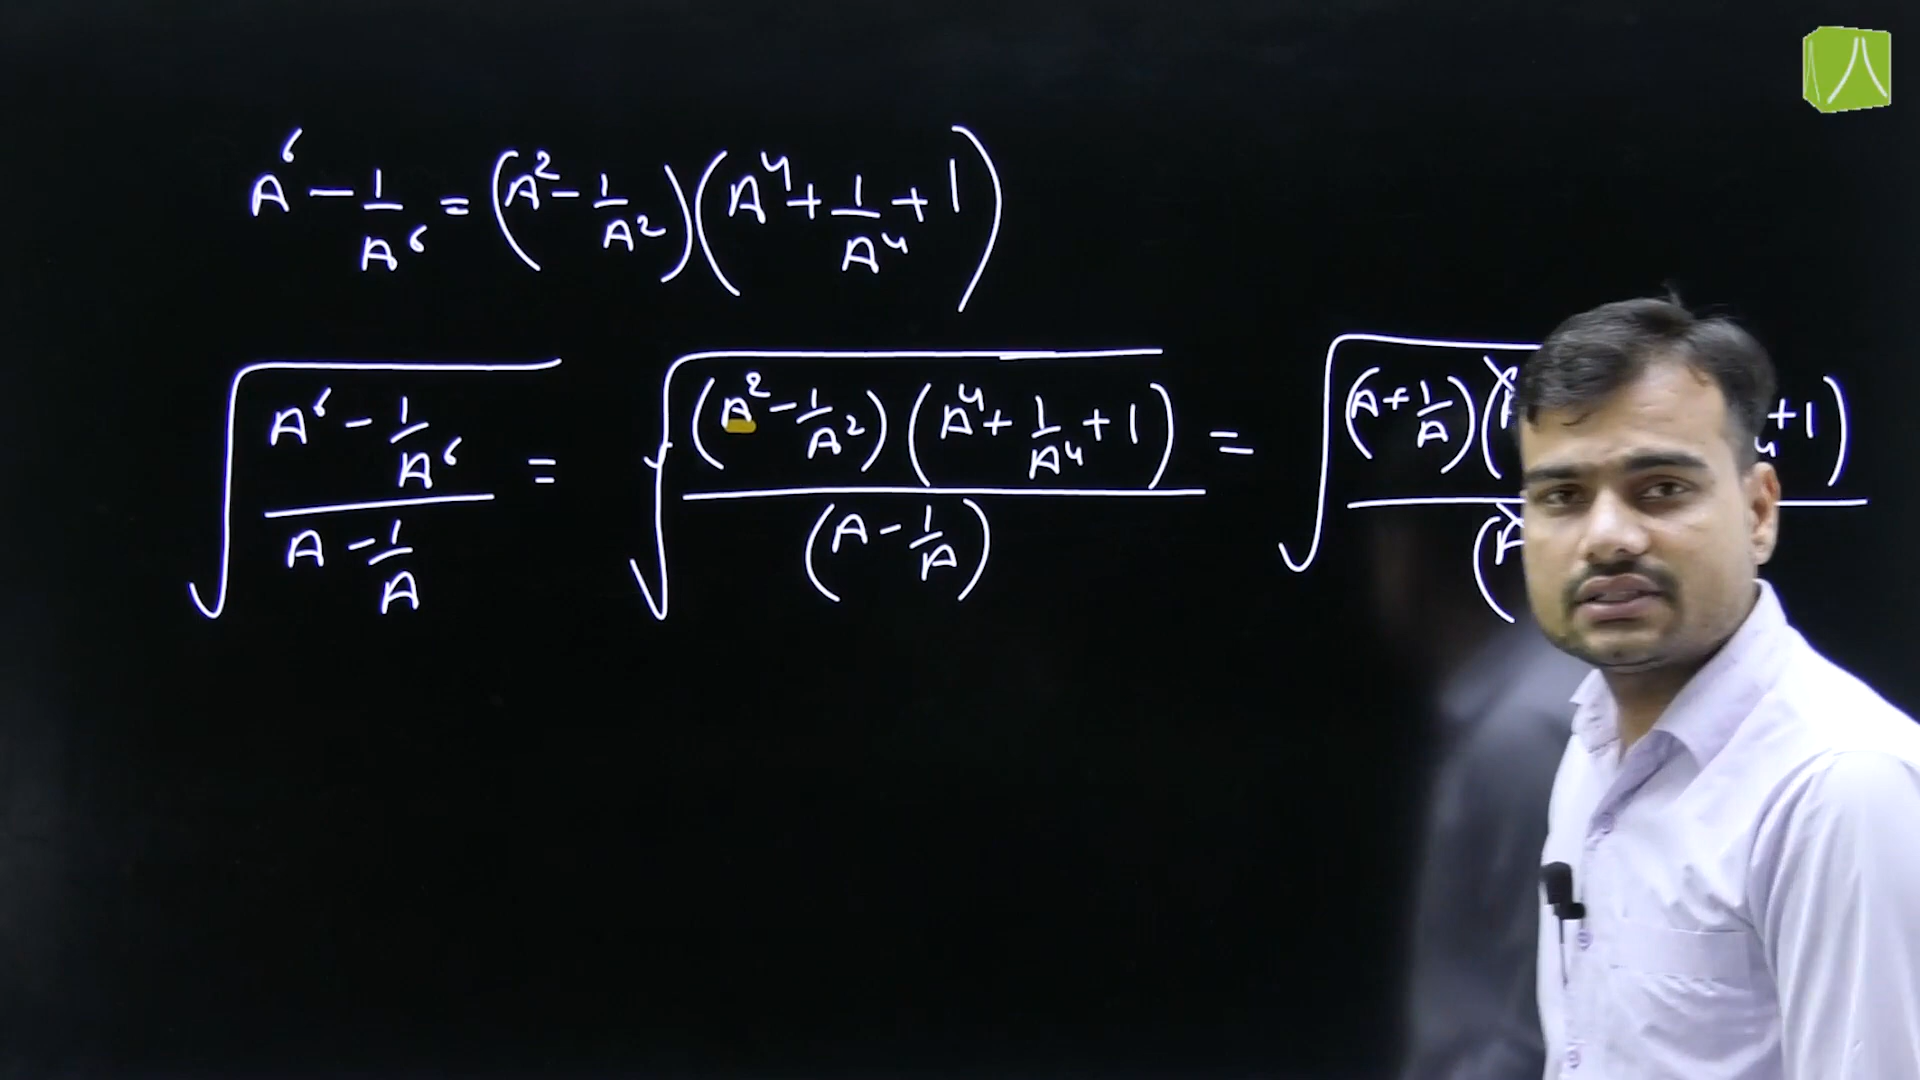 A⁶ - 1/A⁶ = (A² - 1/A²)(A⁴ + 1/A⁴ + 1)
√((A⁶ - 1/A⁶)/(A - 1/A)) = √((A² - 1/A²)(A⁴ + 1/A⁴ + 1)/(A - 1/A)) = √((A + 1/A)( +1)